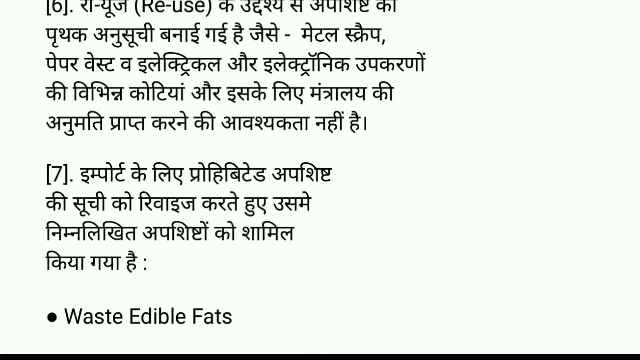 [6]. री-यूज (Re-use) के उद्देश्य से अपशिष्ट की
पृथक अनुसूची बनाई गई है जैसे - मेटल स्क्रैप,
पेपर वेस्ट व इलेक्ट्रिकल और इलेक्ट्रॉनिक उपकरणों
की विभिन्न कोटियां और इसके लिए मंत्रालय की
अनुमति प्राप्त करने की आवश्यकता नहीं है।
[7]. इम्पोर्ट के लिए प्रोहिबिटेड अपशिष्ट
की सूची को रिवाइज करते हुए उसमे
निम्नलिखित अपशिष्टों को शामिल
किया गया है :
● Waste Edible Fats